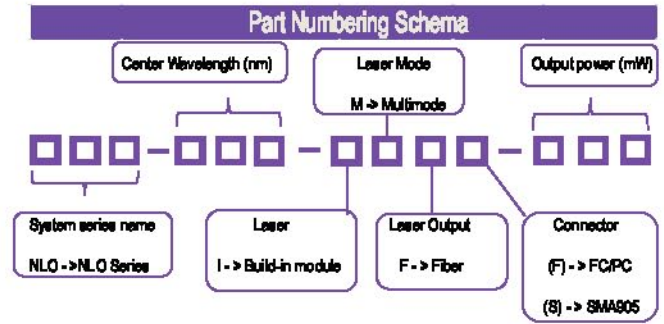 Part Numbering Schema
Center Wavelength (nm)
Laser Mode
M -> Multimode
Output power (mW)
System series name
NLO ->NLO Series
Laser
I -> Build-in module
Laser Output
F -> Fiber
Connector
(F) -> FC/PC
(S) -> SMA905